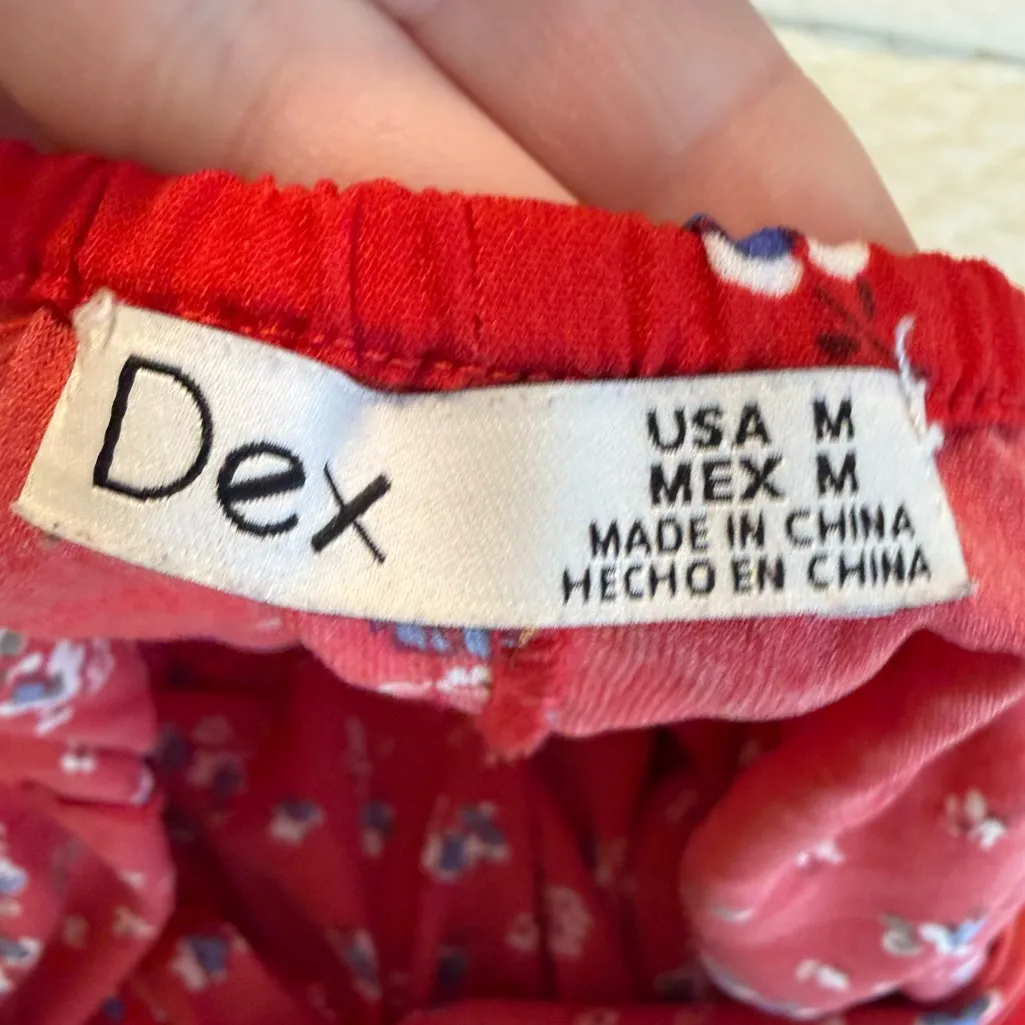 Dex
USA M
MEX M
MADE IN CHINA
HECHO EN CHINA